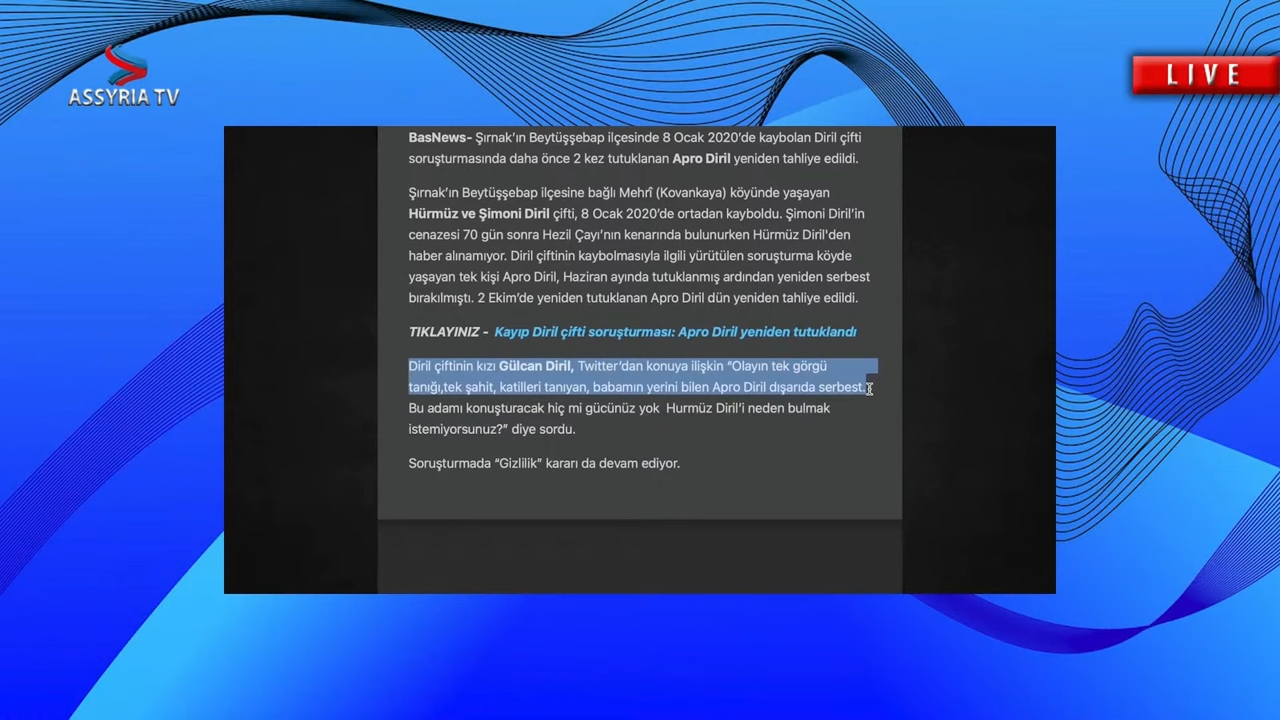 ASSYRIA TV
LIVE
BasNews- Şırnak’ın Beytüşşebap ilçesinde 8 Ocak 2020’de kaybolan Diril çifti
soruşturmasında daha önce 2 kez tutuklanan Apro Diril yeniden tahliye edildi.
Şırnak’ın Beytüşşebap ilçesine bağlı Mehrî (Kovankaya) köyünde yaşayan
Hürmüz ve Şimoni Diril çifti, 8 Ocak 2020’de ortadan kayboldu. Şimoni Diril’in
cenazesi 70 gün sonra Hezil Çayı’nın kenarında bulunurken Hürmüz Diril'den
haber alınamıyor. Diril çiftinin kaybolmasıyla ilgili yürütülen soruşturma köyde
yaşayan tek kişi Apro Diril, Haziran ayında tutuklanmış ardından yeniden serbest
bırakılmıştı. 2 Ekim’de yeniden tutuklanan Apro Diril dün yeniden tahliye edildi.
TIKLAYINIZ - Kayıp Diril çifti soruşturması: Apro Diril yeniden tutuklandı
Diril çiftinin kızı Gülcan Diril, Twitter’dan konuya ilişkin “Olayın tek görgü
tanığı,tek şahit, katilleri tanıyan, babamın yerini bilen Apro Diril dışarıda serbest.
Bu adamı konuşturacak hiç mi gücünüz yok Hurmüz Diril’i neden bulmak
istemiyorsunuz?” diye sordu.
Soruşturmada “Gizlilik” kararı da devam ediyor.